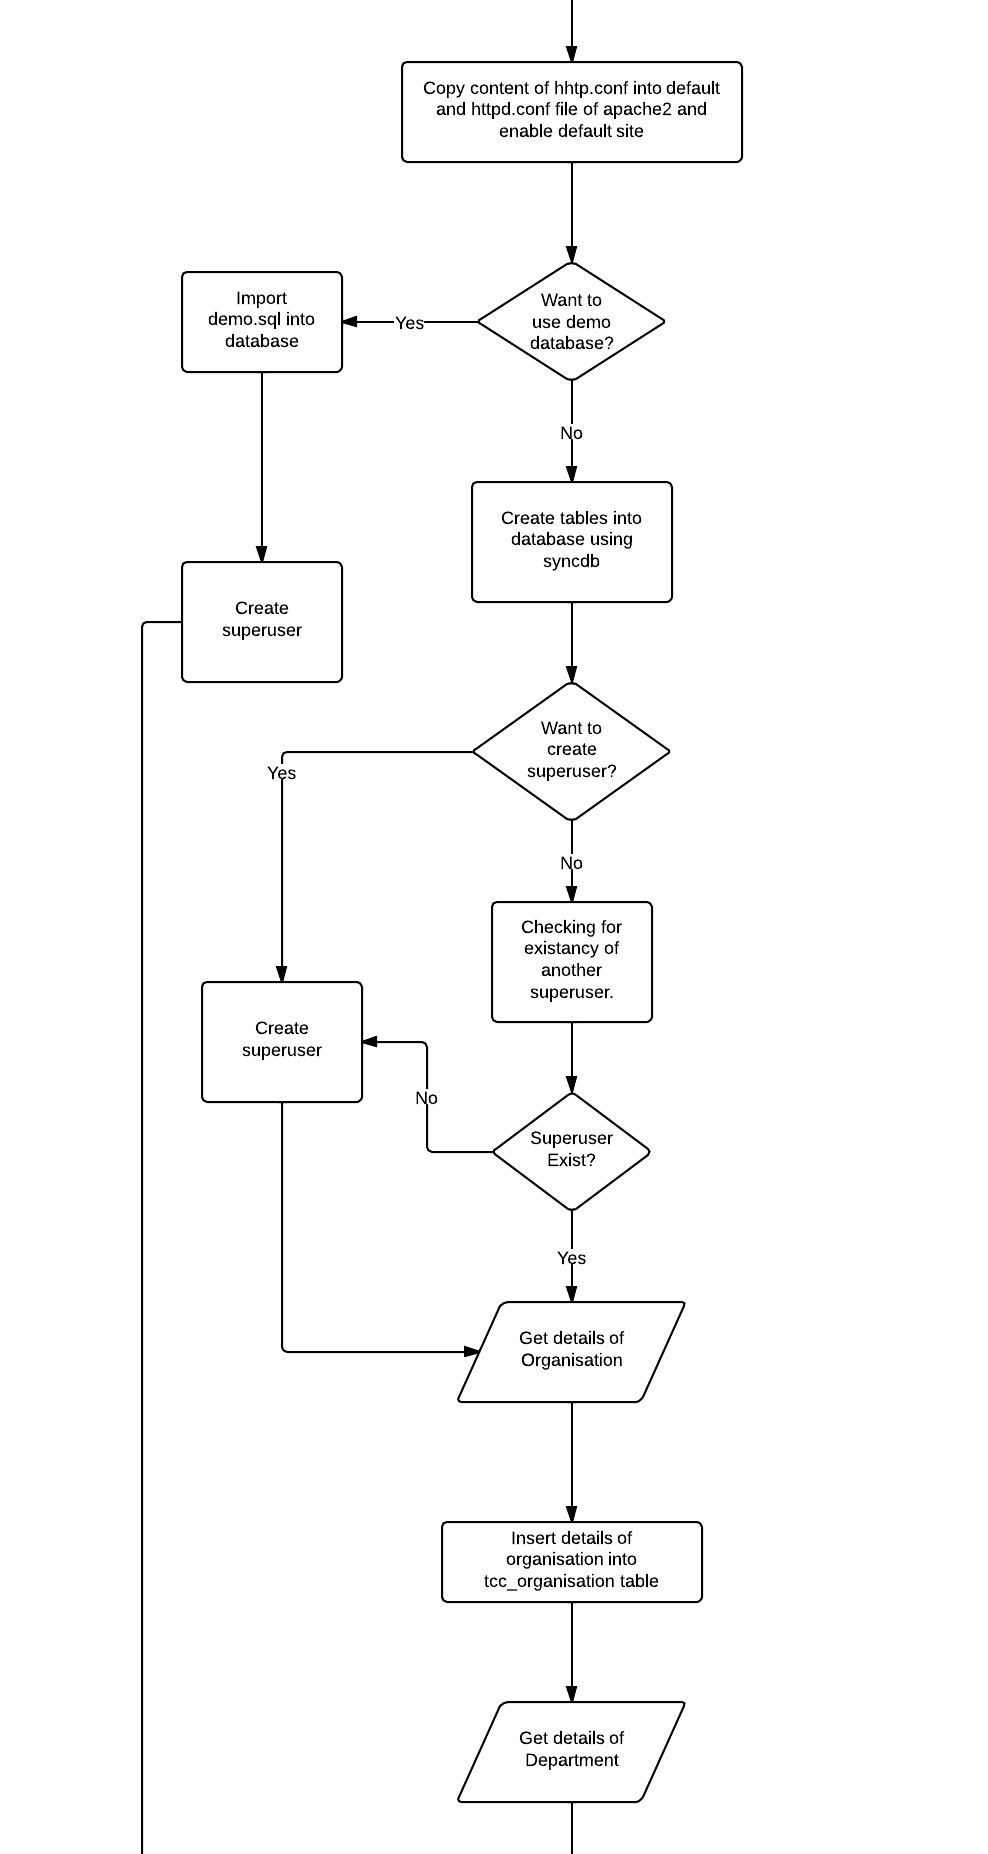 Copy content of hhtp.conf into default
and httpd.conf file of apache2 and
enable default site
Want to
use demo
database?
Yes
Import
demo.sql into
database
No
Create tables into
database using
syncdb
Create
superuser
Want to
create
superuser?
Yes
No
Checking for
existancy of
another
superuser.
Create
superuser
No
Superuser
Exist?
Yes
Get details of
Organisation
Insert details of
organisation into
tcc_organisation table
Get details of
Department